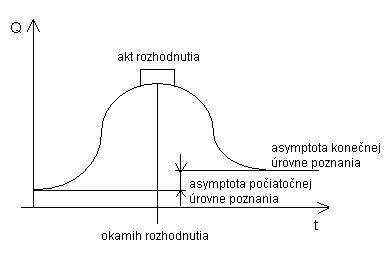 Q
akt rozhodnutia
asymptota konečnej
úrovne poznania
asymptota počiatočnej
úrovne poznania
t
okamih rozhodnutia